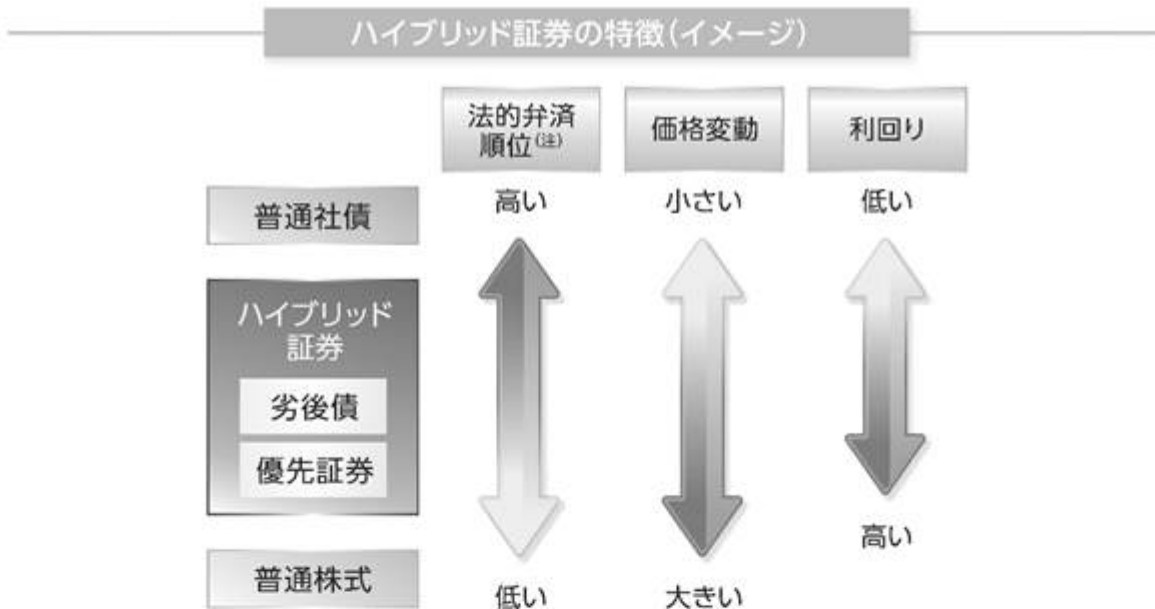 ハイブリッド証券の特徴(イメージ)
法的弁済
順位(注)
価格変動
利回り
普通社債
高い
小さい
低い
ハイブリッド
証券
劣後債
優先証券
高い
普通株式
低い
大きい